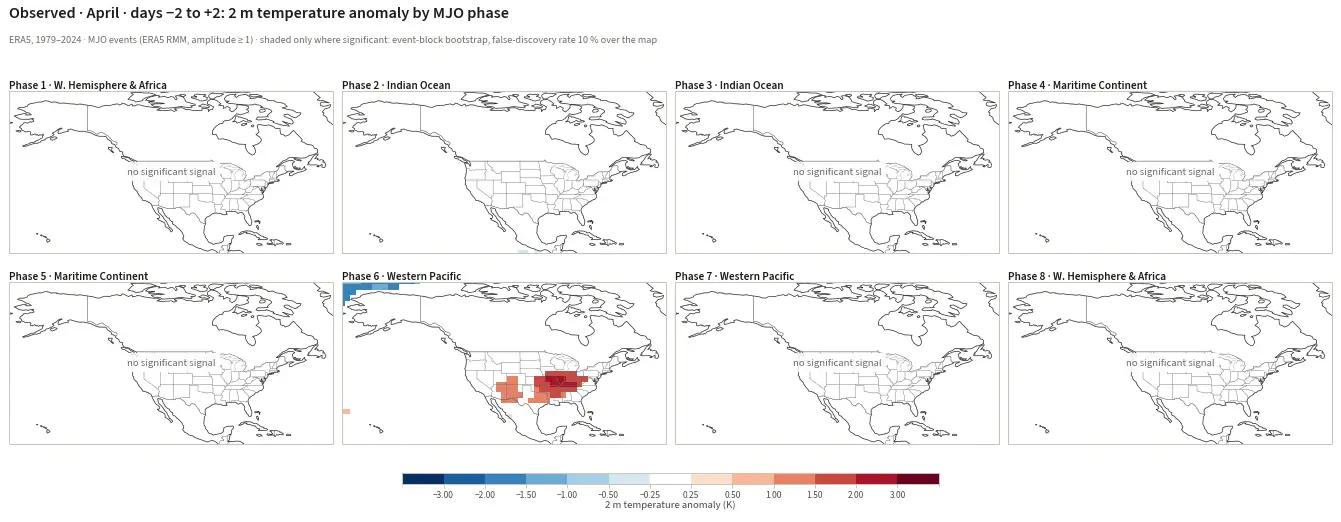 Observed · April · days −2 to +2: 2 m temperature anomaly by MJO phase
ERA5, 1979–2024 · MJO events (ERA5 RMM, amplitude ≥ 1) · shaded only where significant: event-block bootstrap, false-discovery rate 10 % over the map
Phase 1 · W. Hemisphere & Africa
Phase 2 · Indian Ocean
Phase 3 · Indian Ocean
Phase 4 · Maritime Continent
no significant signal
no significant signal
no significant signal
Phase 5 · Maritime Continent
Phase 6 · Western Pacific
Phase 7 · Western Pacific
Phase 8 · W. Hemisphere & Africa
no significant signal
no significant signal
no significant signal
−3.00 −2.00 −1.50 −1.00 −0.50 −0.25 0.25 0.50 1.00 1.50 2.00 3.00
2 m temperature anomaly (K)